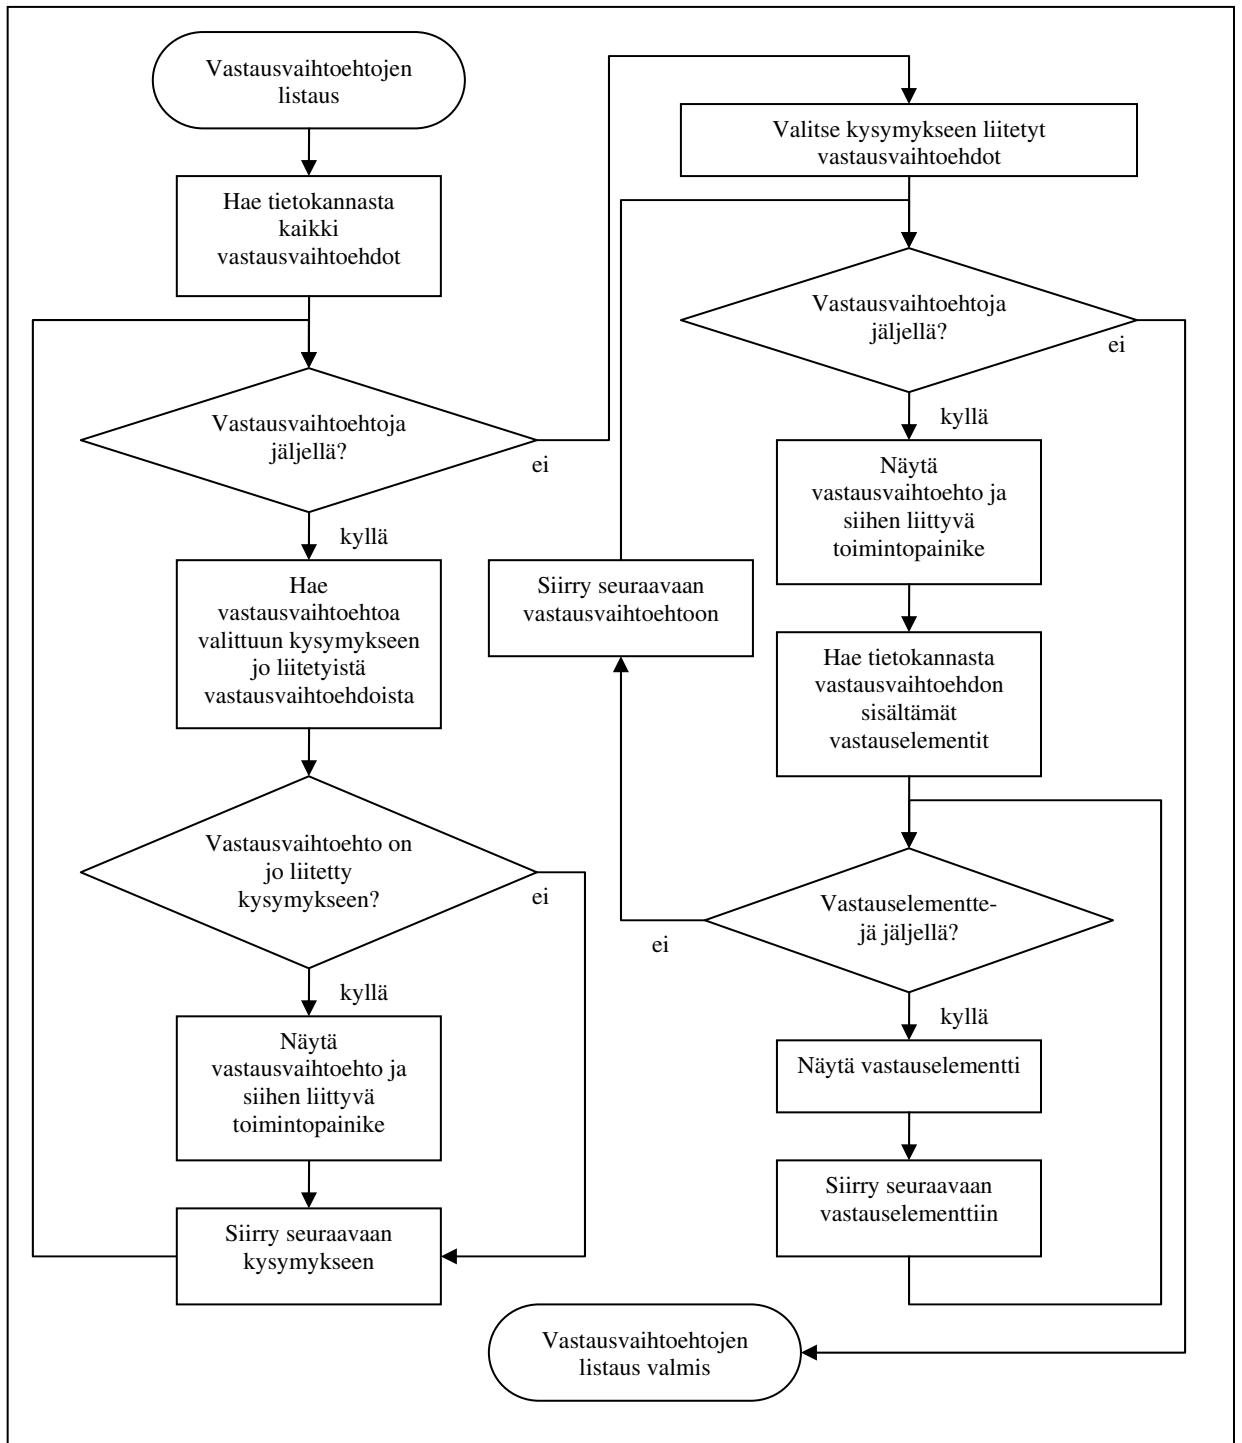 Vastausvaihtoehtojen
listaus
Hae tietokannasta
kaikki
vastausvaihtoehdot
Vastausvaihtoehtoja
jäljellä?
ei
kyllä
Hae
vastausvaihtoehtoa
valittuun kysymykseen
jo liitetyistä
vastausvaihtoehdoista
Vastausvaihtoehto on
jo liitetty
kysymykseen?
ei
kyllä
Näytä
vastausvaihtoehto ja
siihen liittyvä
toimintopainike
Siirry seuraavaan
kysymykseen
Valitse kysymykseen liitetyt
vastausvaihtoehdot
Vastausvaihtoehtoja
jäljellä?
ei
kyllä
Näytä
vastausvaihtoehto ja
siihen liittyvä
toimintopainike
Siirry seuraavaan
vastausvaihtoehtoon
Hae tietokannasta
vastausvaihtoehdon
sisältämät
vastauselementit
Vastauselementte-
jä jäljellä?
ei
kyllä
Näytä vastauselementti
Siirry seuraavaan
vastauselementtiin
Vastausvaihtoehtojen
listaus valmis